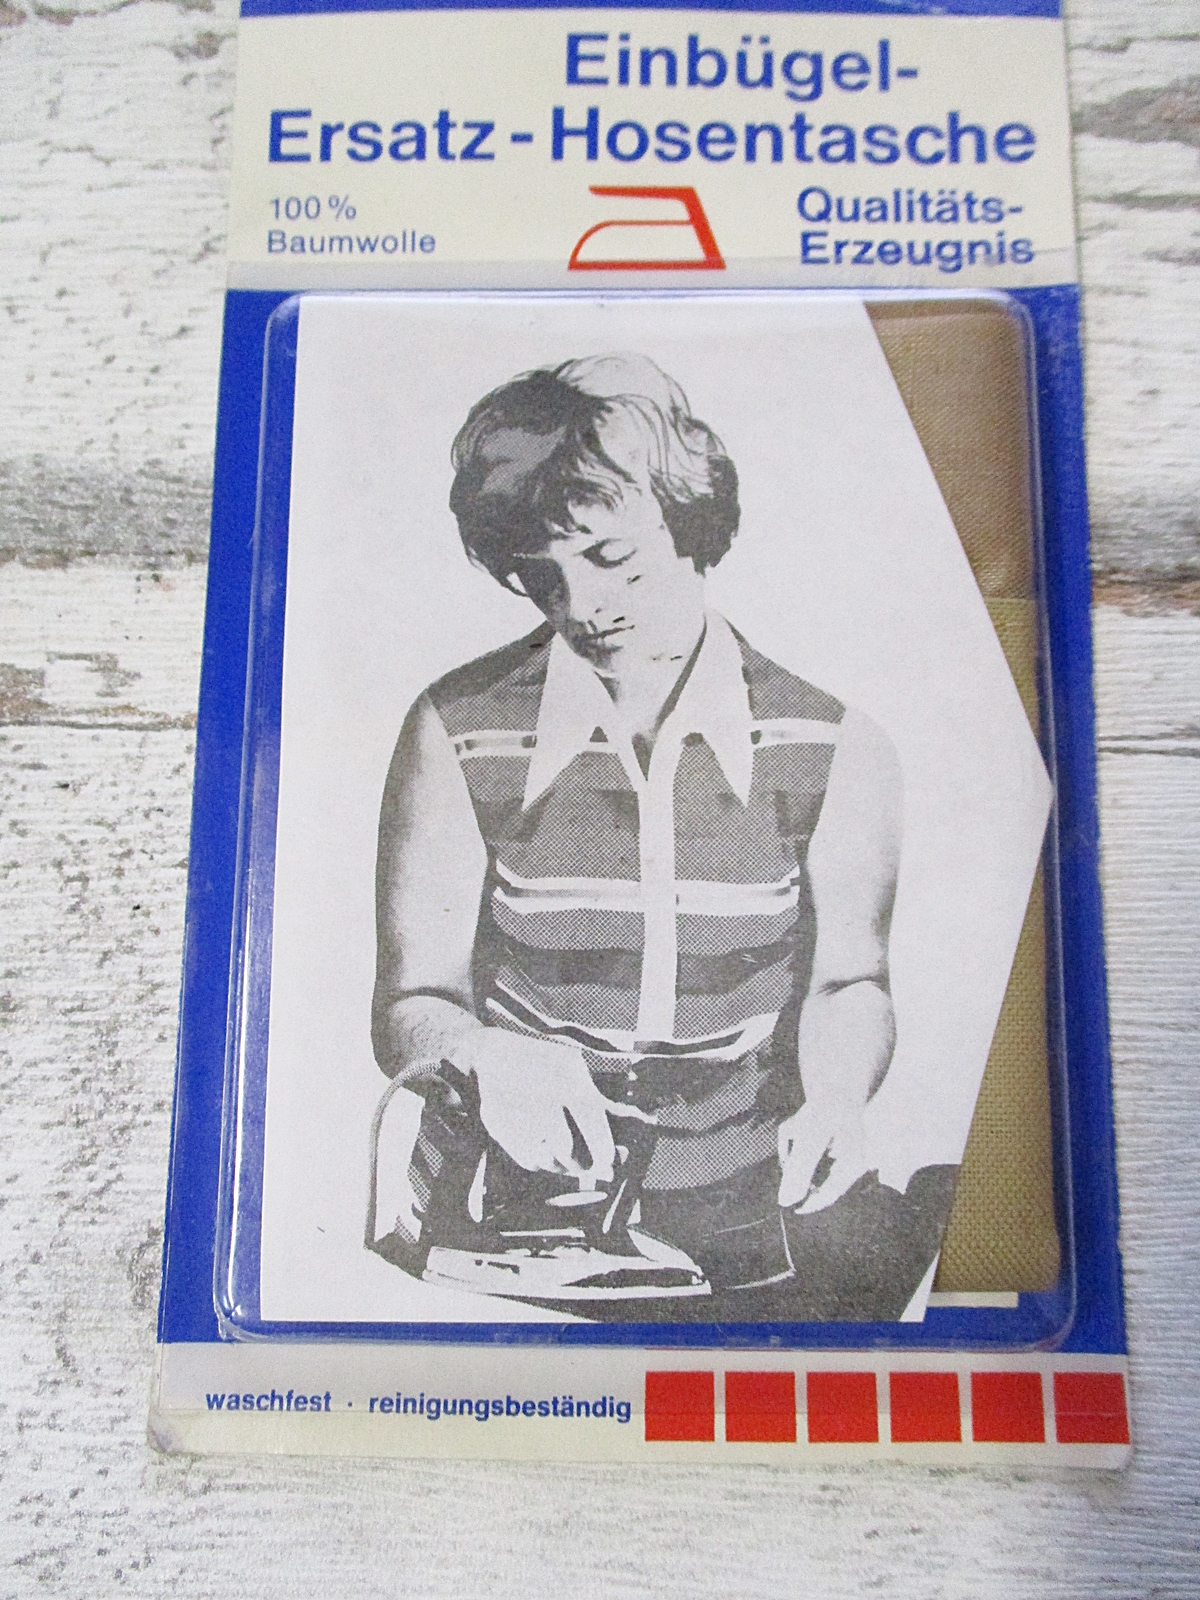 Einbügel-
Ersatz-Hosentasche
100%
Baumwolle
Qualitäts-
Erzeugnis
waschfest · reinigungsbeständig